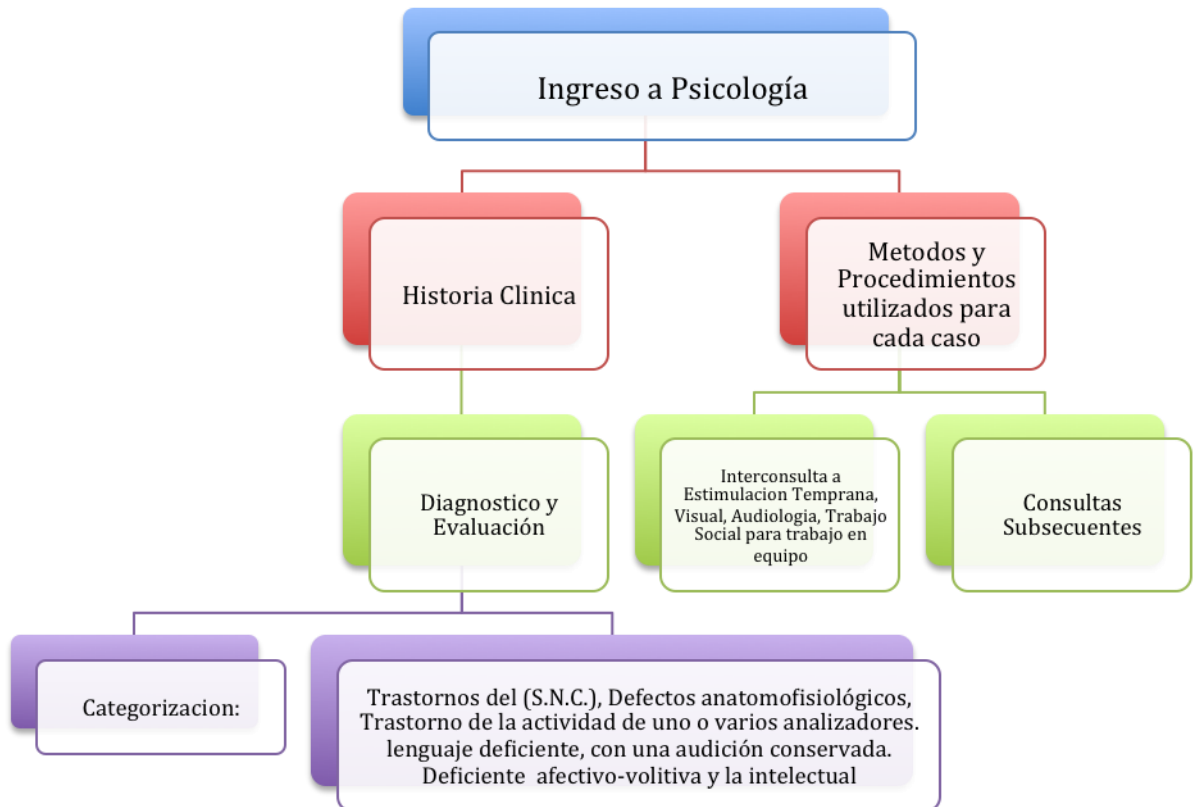 Ingreso a Psicología
Historia Clinica
Metodos y
Procedimientos
utilizados para
cada caso
Diagnostico y
Evaluación
Interconsulta a
Estimulacion Temprana,
Visual, Audiologia, Trabajo
Social para trabajo en
equipo
Consultas
Subsecuentes
Categorizacion:
Trastornos del (S.N.C.), Defectos anatomofisiológicos,
Trastorno de la actividad de uno o varios analizadores.
lenguaje deficiente, con una audición conservada.
Deficiente afectivo-volitiva y la intelectual